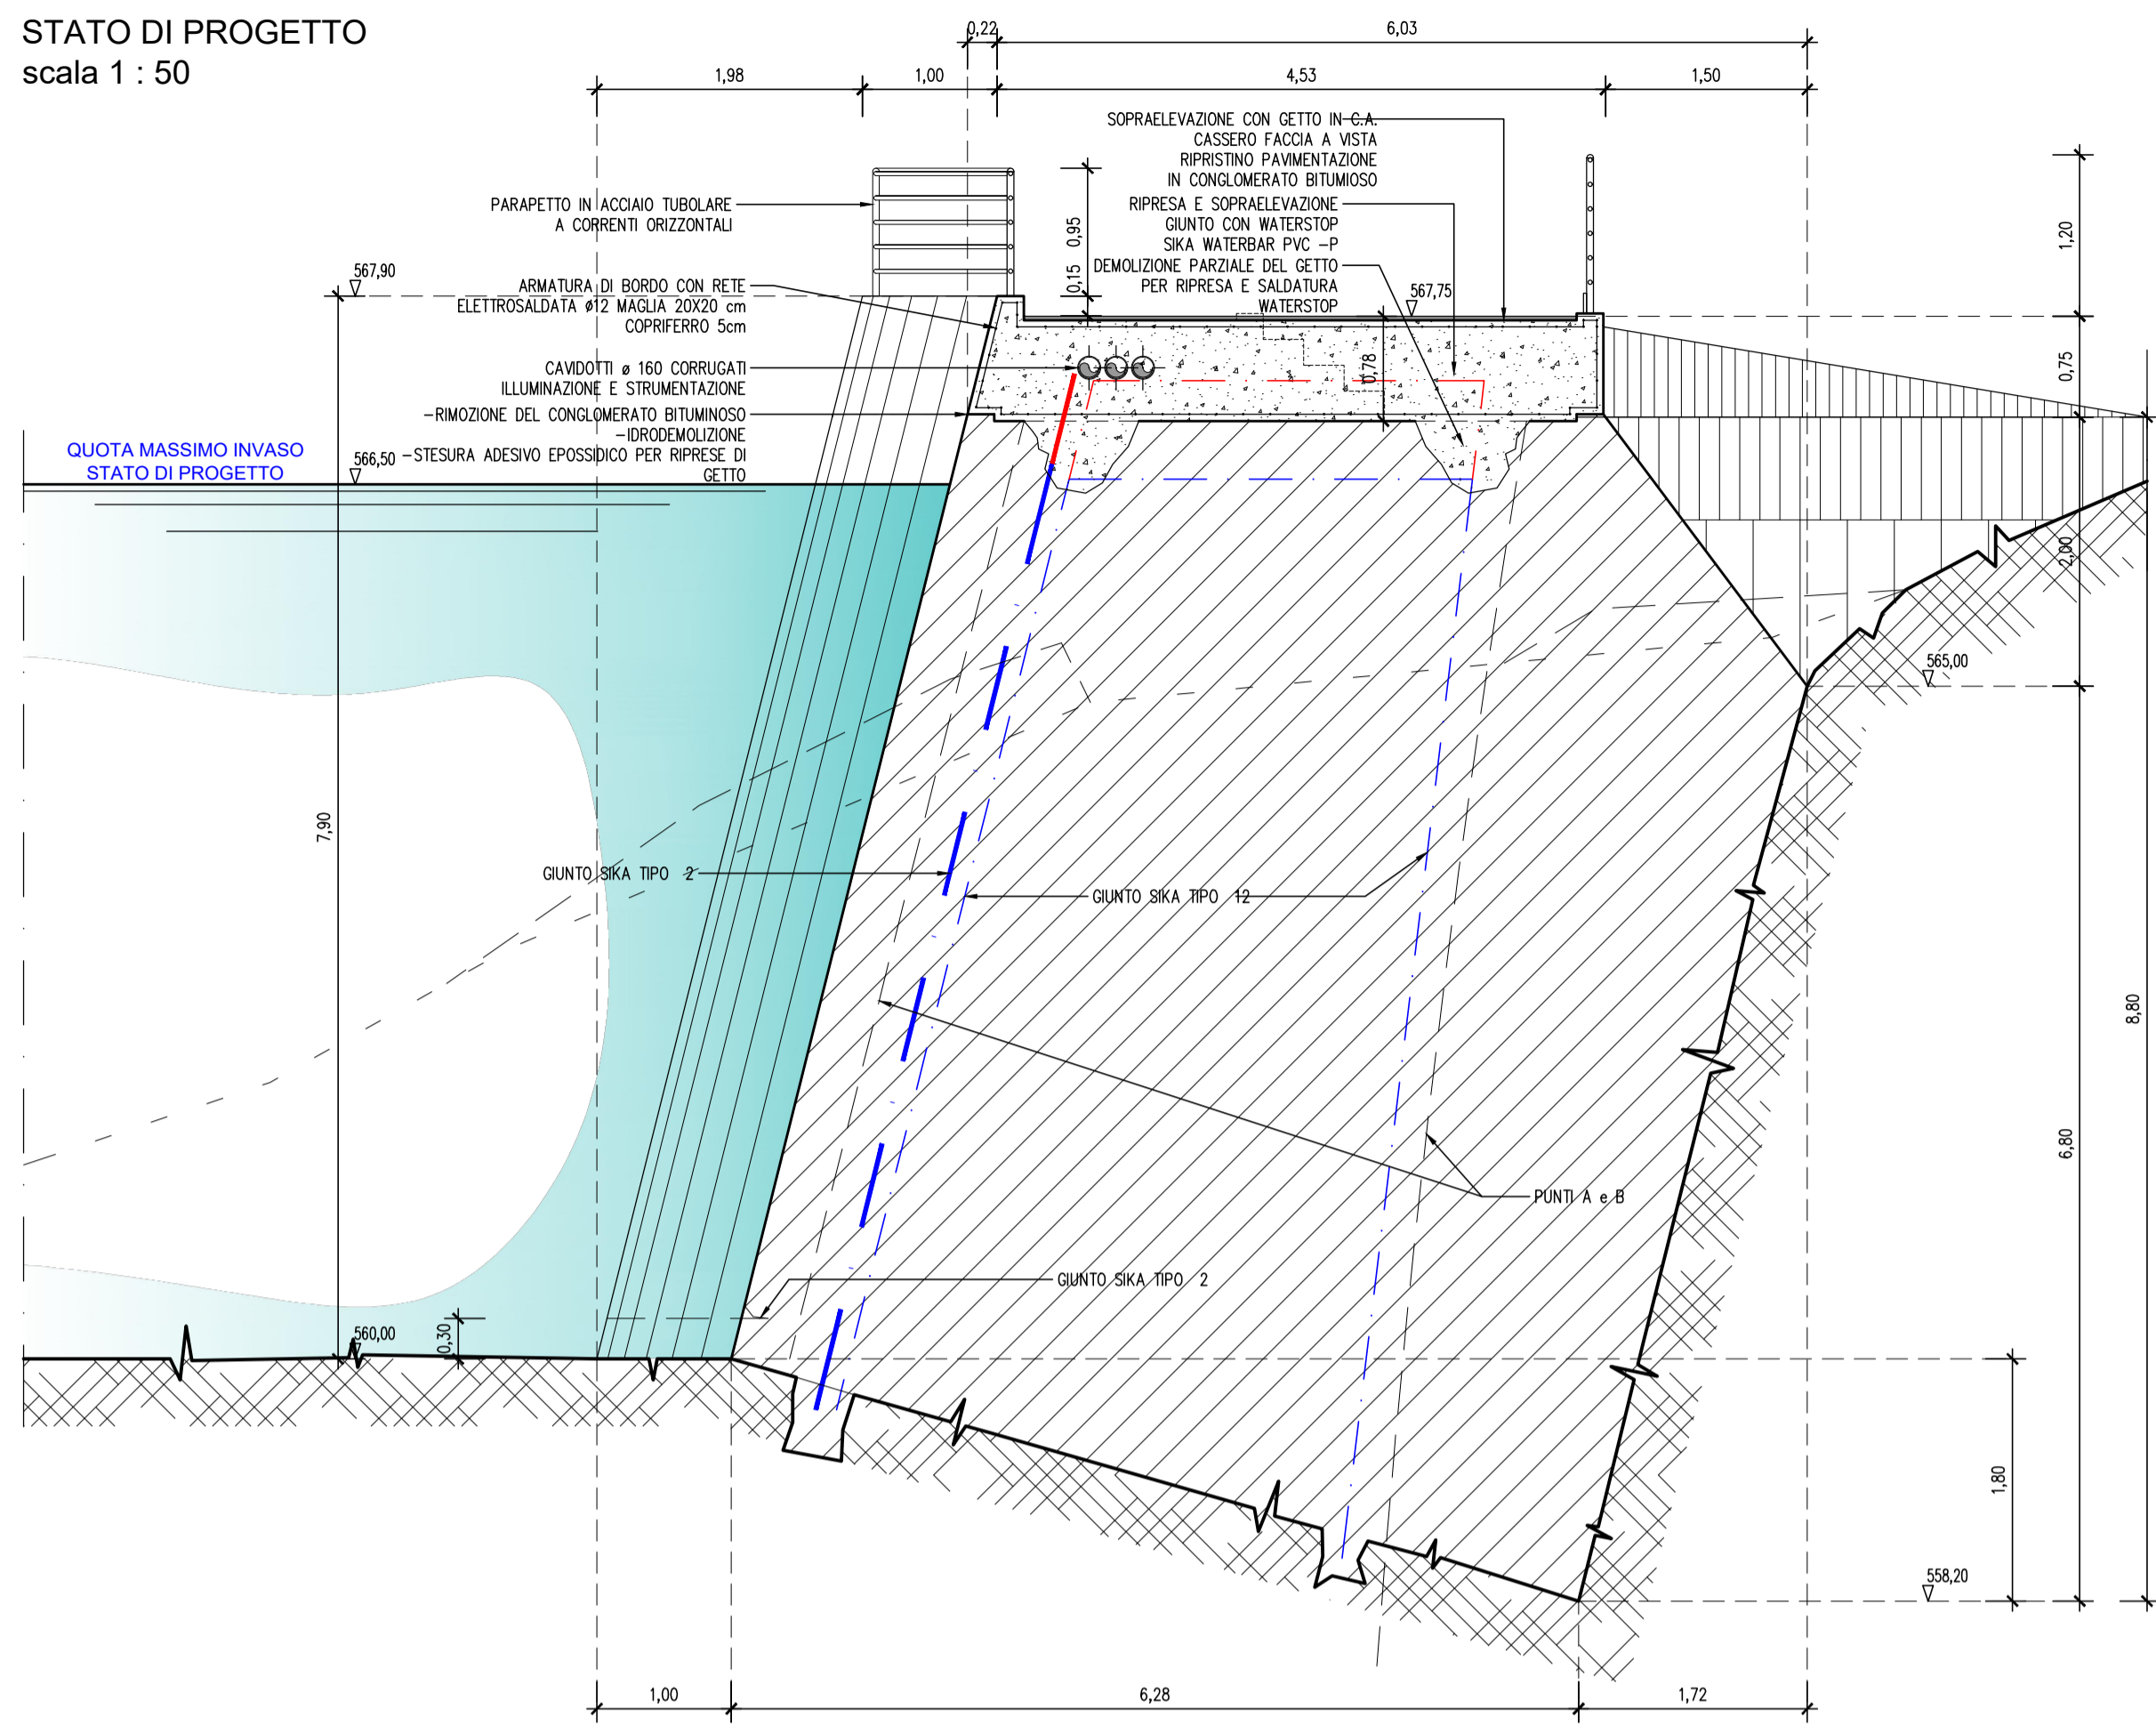 STATO DI PROGETTO
scala 1 : 50
0,22
6,03
1,98
1,00
4,53
1,50
SOPRAELEVAZIONE CON GETTO IN C.A.
CASSERO FACCIA A VISTA
RIPRISTINO PAVIMENTAZIONE
IN CONGLOMERATO BITUMIOSO
RIPRESA E SOPRAELEVAZIONE
GIUNTO CON WATERSTOP
SIKA WATERBAR PVC -P
DEMOLIZIONE PARZIALE DEL GETTO
PER RIPRESA E SALDATURA
WATERSTOP
PARAPETTO IN ACCIAIO TUBOLARE
A CORRENTI ORIZZONTALI
0,95
0,15
1,20
567,90
567,75
ARMATURA DI BORDO CON RETE
ELETTROSALDATA ø12 MAGLIA 20X20 cm
COPRIFERRO 5cm
CAVIDOTTI ø 160 CORRUGATI
ILLUMINAZIONE E STRUMENTAZIONE
0,78
0,75
-RIMOZIONE DEL CONGLOMERATO BITUMINOSO
-IDRODEMOLIZIONE
-STESURA ADESIVO EPOSSIDICO PER RIPRESE DI
GETTO
QUOTA MASSIMO INVASO
STATO DI PROGETTO
566,50
2,00
565,00
7,90
GIUNTO SIKA TIPO 2
GIUNTO SIKA TIPO 12
8,80
6,80
PUNTI A e B
GIUNTO SIKA TIPO 2
560,00
0,30
1,80
558,20
1,00
6,28
1,72